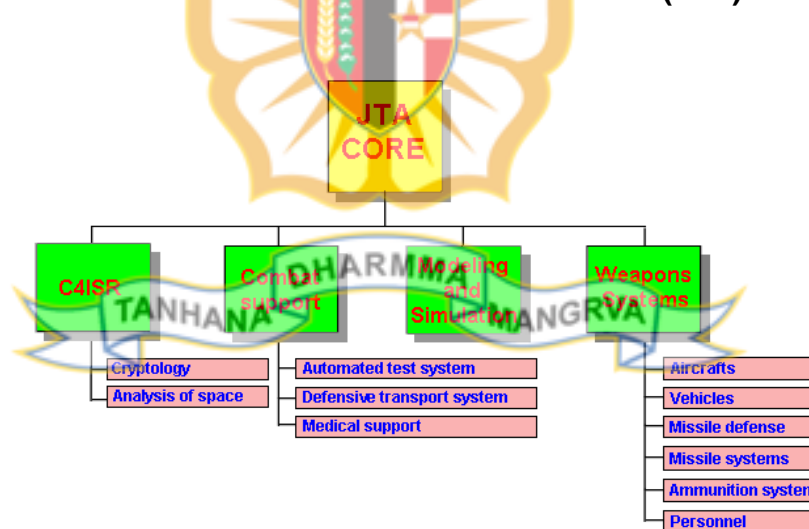 JTA
CORE
C4ISR
Combat
support
Modeling
and
Simulation
Weapons
Systems
TANHANA DHARMMA MANGRVA
Cryptology
Analysis of space
Automated test system
Defensive transport system
Medical support
Aircrafts
Vehicles
Missile defense
Missile systems
Ammunition system
Personnel